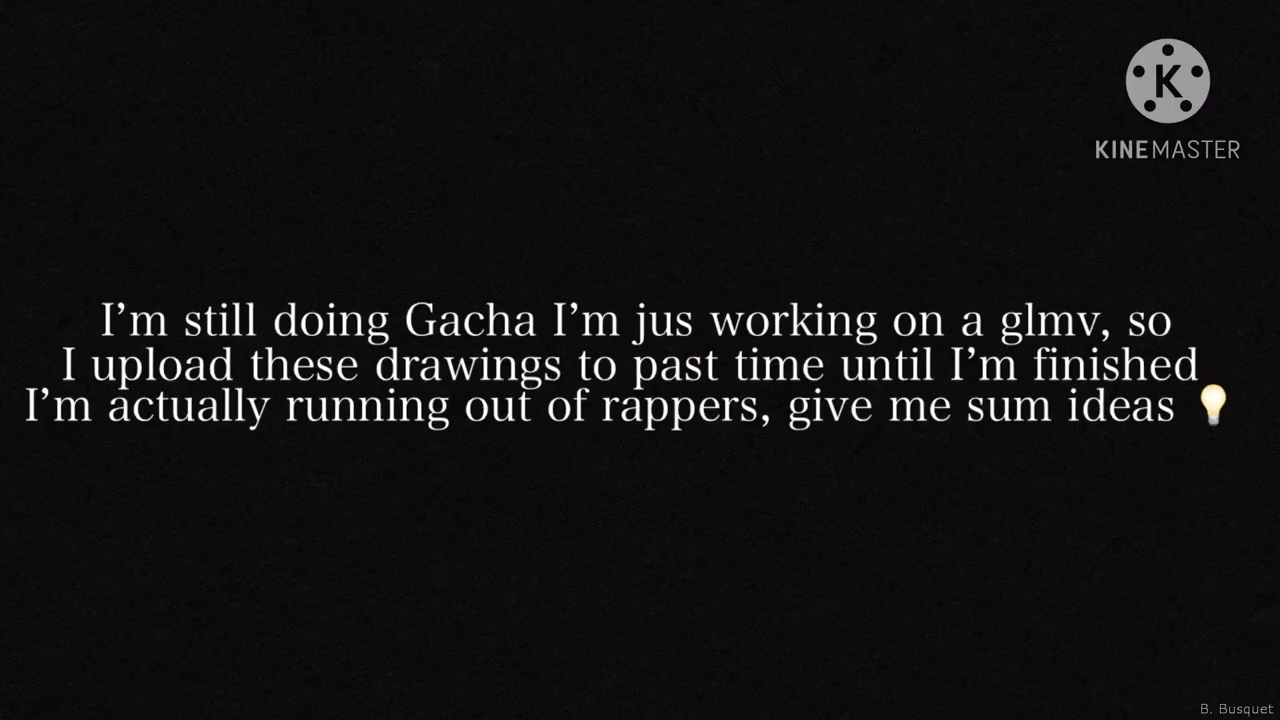 K
KINEMASTER
I'm still doing Gacha I'm jus working on a glmv, so
I upload these drawings to past time until I'm finished
I'm actually running out of rappers, give me sum ideas 💡
B. Busquet